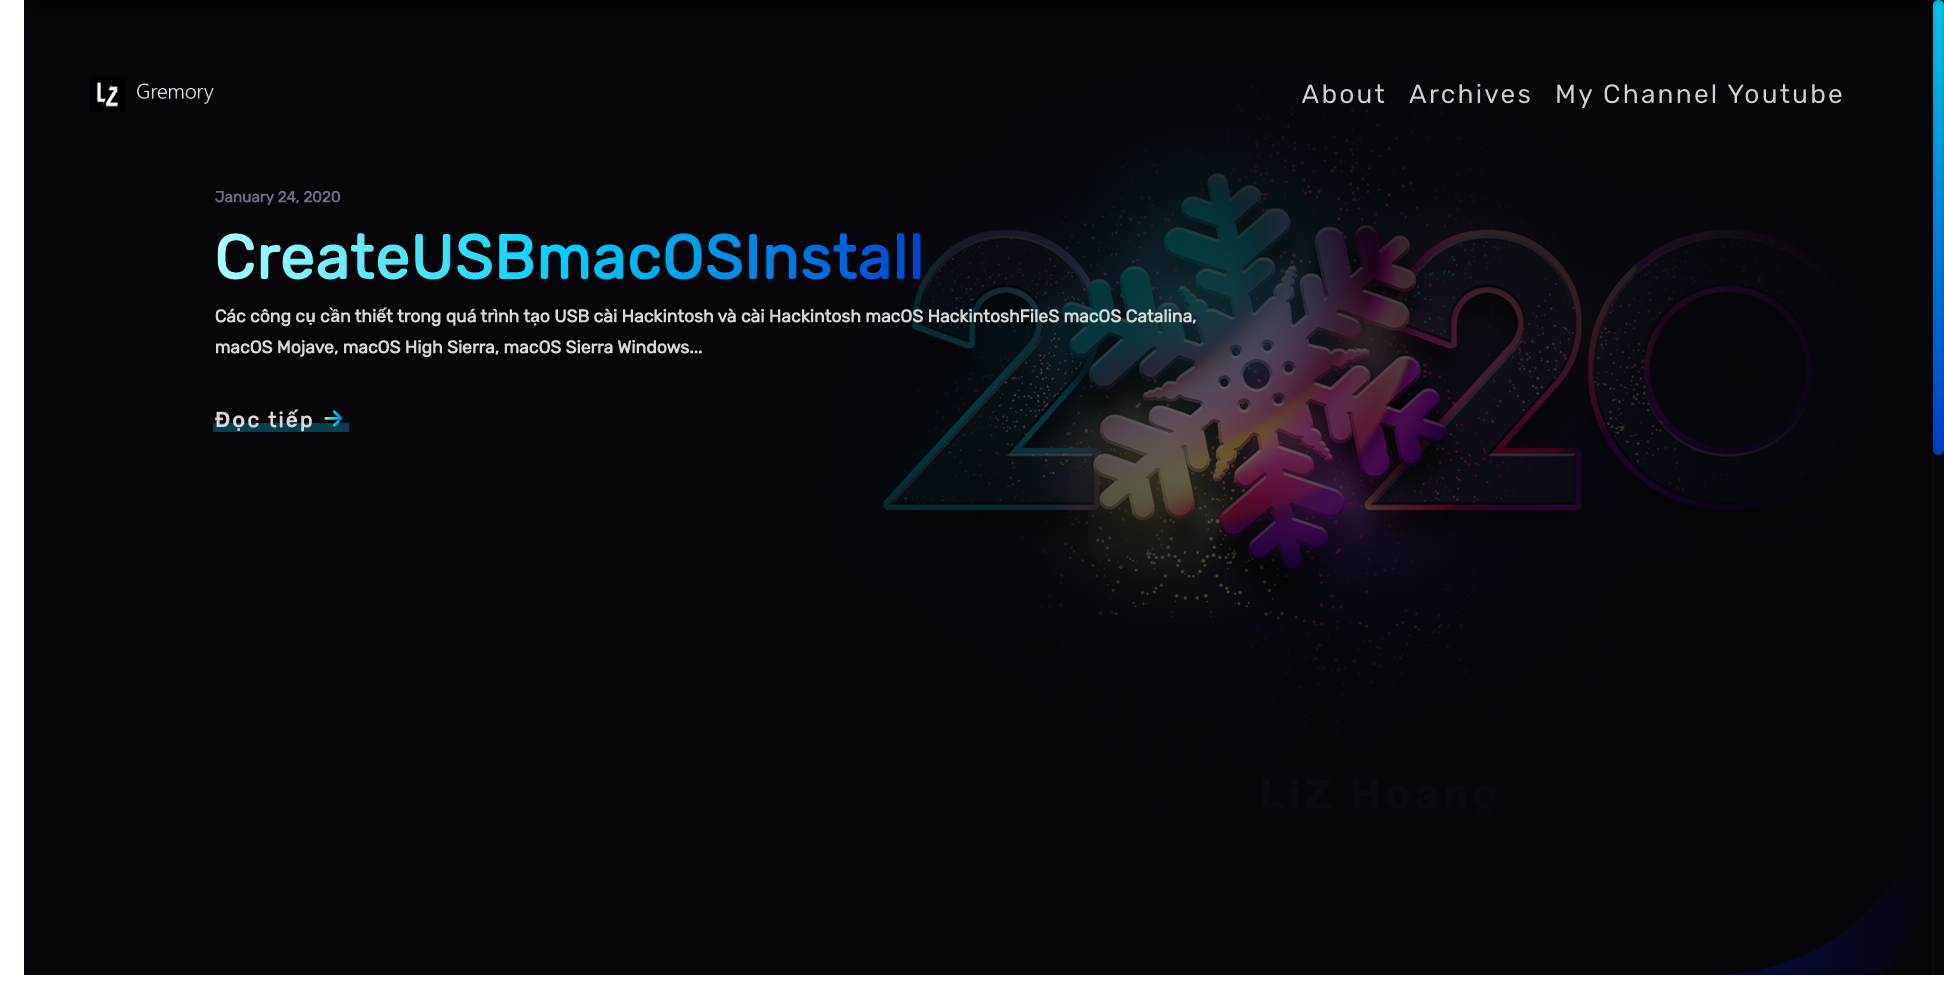 LZ Gremory
About Archives My Channel Youtube
January 24, 2020
CreateUSBmacOSInstall
Các công cụ cần thiết trong quá trình tạo USB cài Hackintosh và cài Hackintosh macOS HackintoshFileS macOS Catalina,
macOS Mojave, macOS High Sierra, macOS Sierra Windows...
Đọc tiếp →
2020
LiZ Hoang